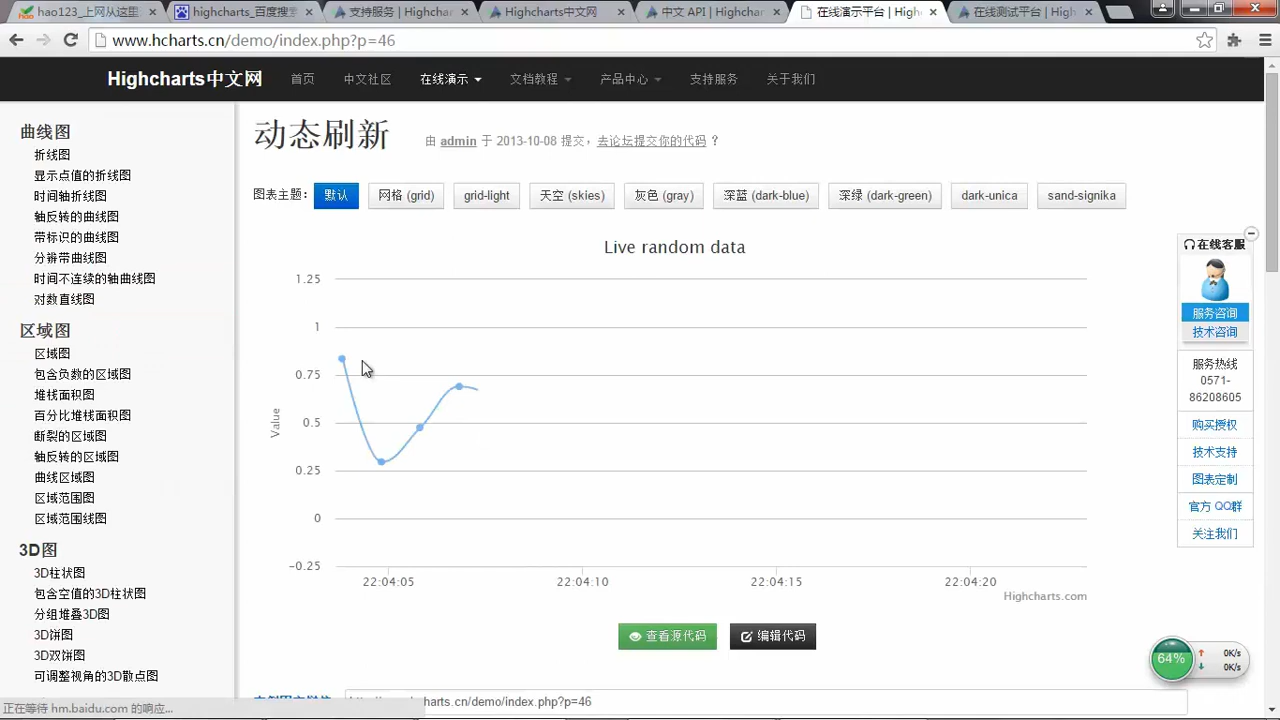 hao123_上网从这里
highcharts_百度搜索
支持服务 | Highchar
Highcharts中文网
中文 API | Highchar
在线演示平台 | High
在线测试平台 | High
www.hcharts.cn/demo/index.php?p=46
Highcharts中文网 首页 中文社区 在线演示 文档教程 产品中心 支持服务 关于我们
曲线图
折线图
显示点值的折线图
时间轴折线图
轴反转的曲线图
带标识的曲线图
分辨带曲线图
时间不连续的轴曲线图
对数直线图
区域图
区域图
包含负数的区域图
堆栈面积图
百分比堆栈面积图
断裂的区域图
轴反转的区域图
曲线区域图
区域范围图
区域范围线图
3D图
3D柱状图
包含空值的3D柱状图
分组堆叠3D图
3D饼图
3D双饼图
可调整视角的3D散点图
动态刷新 由 admin 于 2013-10-08 提交，去论坛提交你的代码 ？
图表主题: 默认 网格 (grid) grid-light 天空 (skies) 灰色 (gray) 深蓝 (dark-blue) 深绿 (dark-green) dark-unica sand-signika
Live random data
1.25
1
0.75
0.5
0.25
0
-0.25
Value
22:04:05 22:04:10 22:04:15 22:04:20
Highcharts.com
查看源代码 编辑代码
charts.cn/demo/index.php?p=46
在线客服
服务咨询
技术咨询
服务热线
0571-
86208605
购买授权
技术支持
图表定制
官方 QQ群
关注我们
64%
0K/s
0K/s
正在等待 hm.baidu.com 的响应...